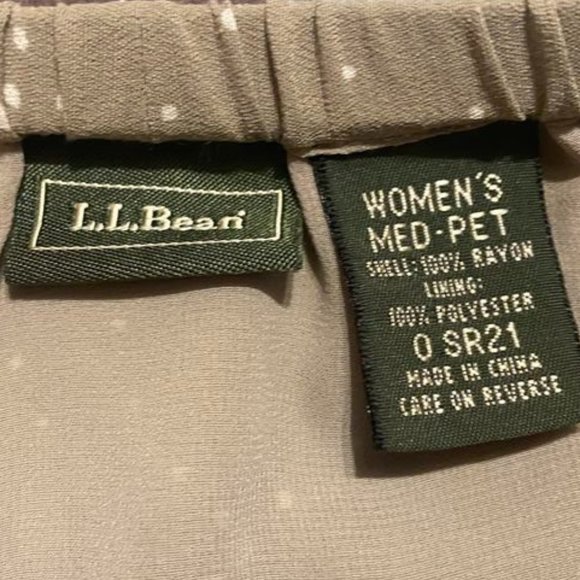 L.L.Bean
WOMEN'S
MED-PET
SHELL: 100% RAYON
LINING:
100% POLYESTER
0 SR21
MADE IN CHINA
CARE ON REVERSE